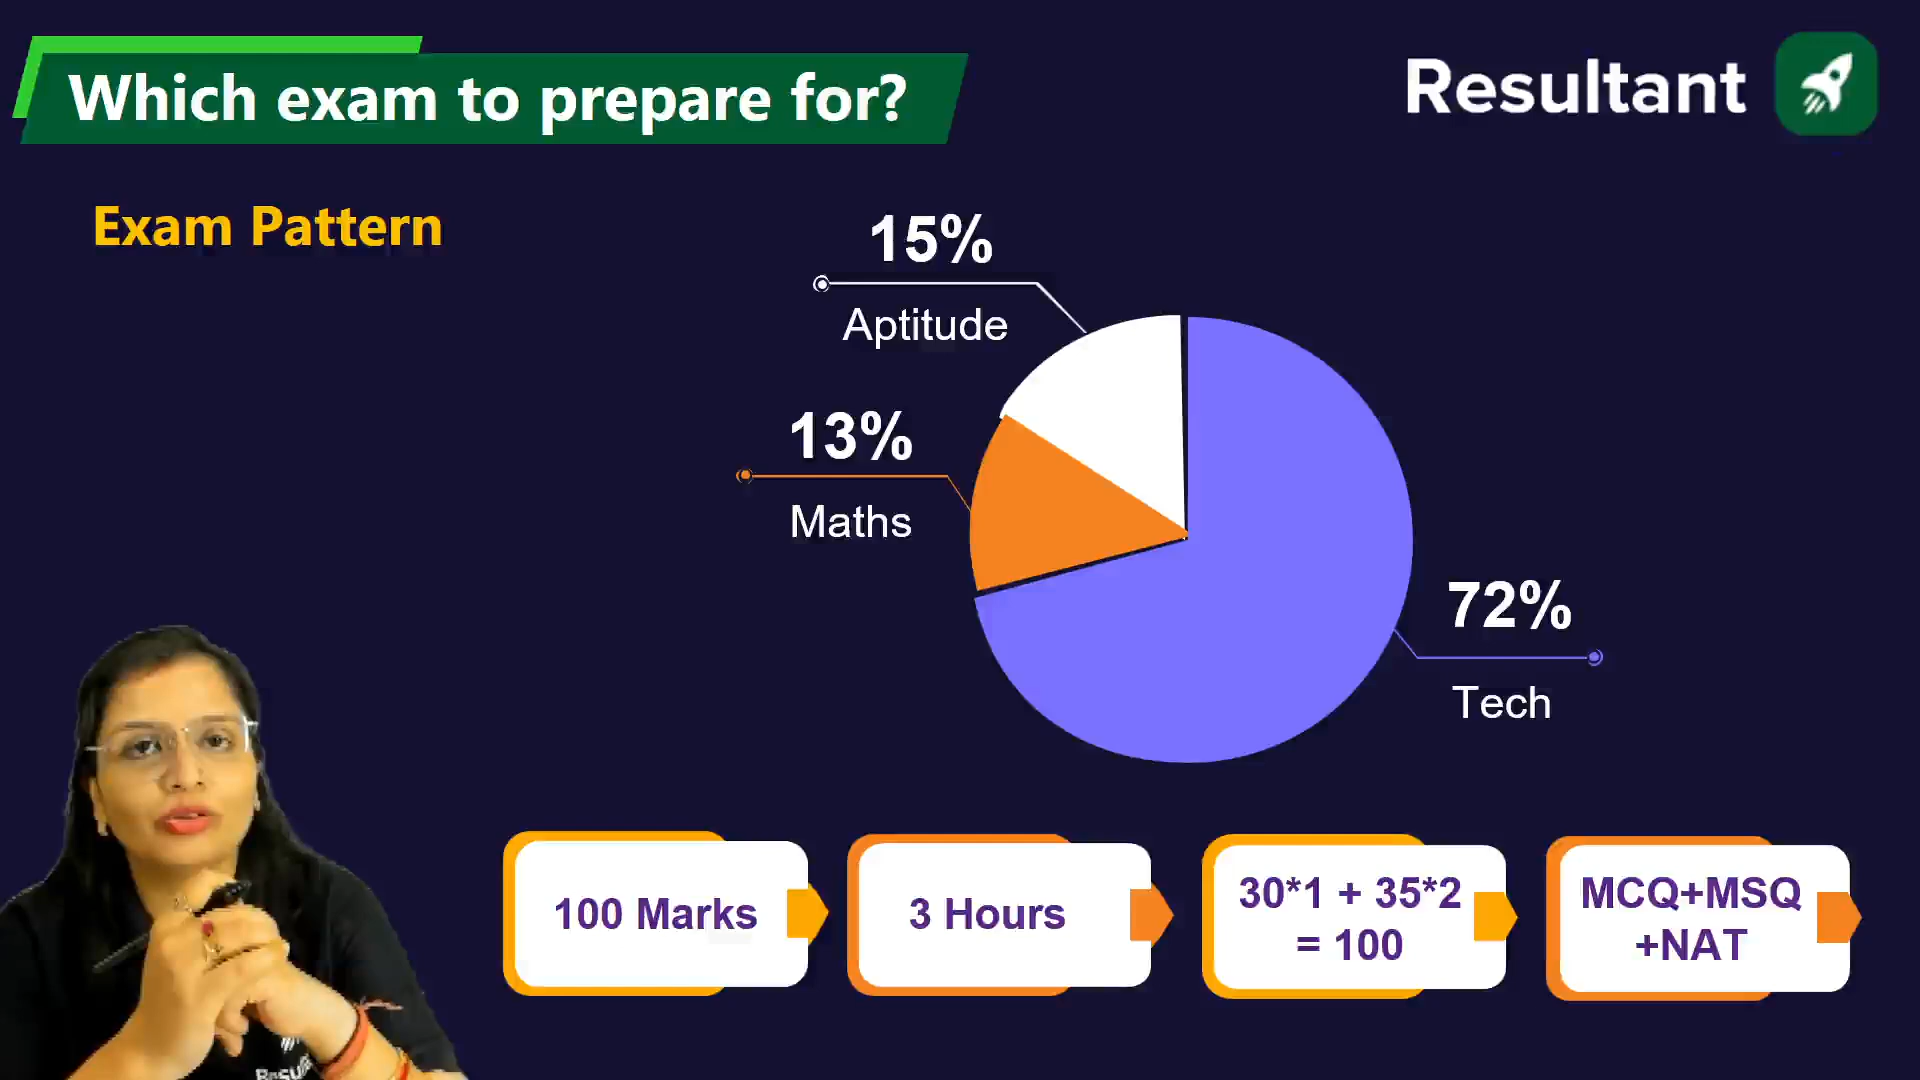 Which exam to prepare for?
Resultant
Exam Pattern
15%
Aptitude
13%
Maths
72%
Tech
100 Marks
3 Hours
30*1 + 35*2
= 100
MCQ+MSQ
+NAT